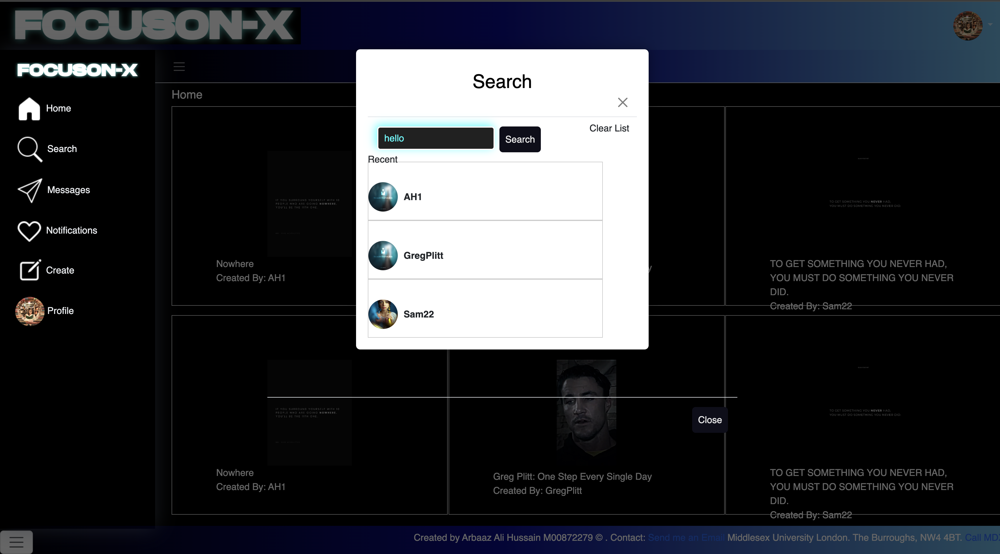 FOCUSON-X
FOCUSON-X
Home
Search
Messages
Notifications
Create
Profile
Home
Search
Clear List
hello
Search
Recent
AH1
GregPlitt
Sam22
IF YOU SURROUND YOURSELF WITH 10
PEOPLE WHO ARE GOING NOWHERE,
YOU'LL BE THE 11TH ONE.
Nowhere
Created By: AH1
y
TO GET SOMETHING YOU NEVER HAD,
YOU MUST DO SOMETHING YOU NEVER DID.
TO GET SOMETHING YOU NEVER HAD,
YOU MUST DO SOMETHING YOU NEVER
DID.
Created By: Sam22
IF YOU SURROUND YOURSELF WITH 10
PEOPLE WHO ARE GOING NOWHERE,
YOU'LL BE THE 11TH ONE.
Nowhere
Created By: AH1
Greg Plitt: One Step Every Single Day
Created By: GregPlitt
Close
TO GET SOMETHING YOU NEVER HAD,
YOU MUST DO SOMETHING YOU NEVER DID.
TO GET SOMETHING YOU NEVER HAD,
YOU MUST DO SOMETHING YOU NEVER
DID.
Created By: Sam22
Created by Arbaaz Ali Hussain M00872279 © . Contact: Send me an Email Middlesex University London. The Burroughs, NW4 4BT. Call MDX